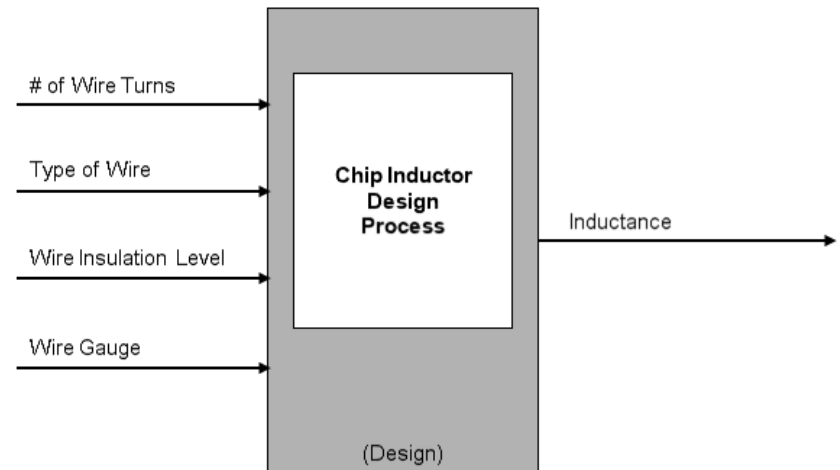 # of Wire Turns
Type of Wire
Wire Insulation Level
Wire Gauge
Chip Inductor
Design
Process
Inductance
(Design)